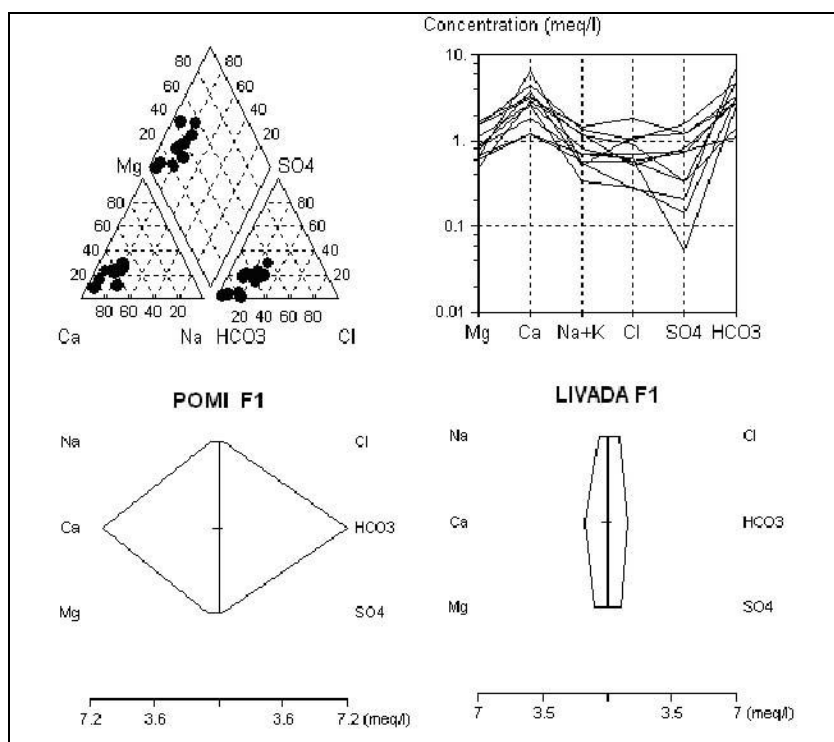 Concentration (meq/l)
80 80
60 60
40 40
20 20
Mg SO4
80 80
60 60
40 40
20 20
80 60 40 20 20 40 60 80
Ca Na HCO3 Cl
10.
1.
0.1
0.01
Mg Ca Na+K Cl SO4 HCO3
POMI F1
Na Cl
Ca HCO3
Mg SO4
7.2 3.6 3.6 7.2 (meq/l)
LIVADA F1
Na Cl
Ca HCO3
Mg SO4
7 3.5 3.5 7 (meq/l)